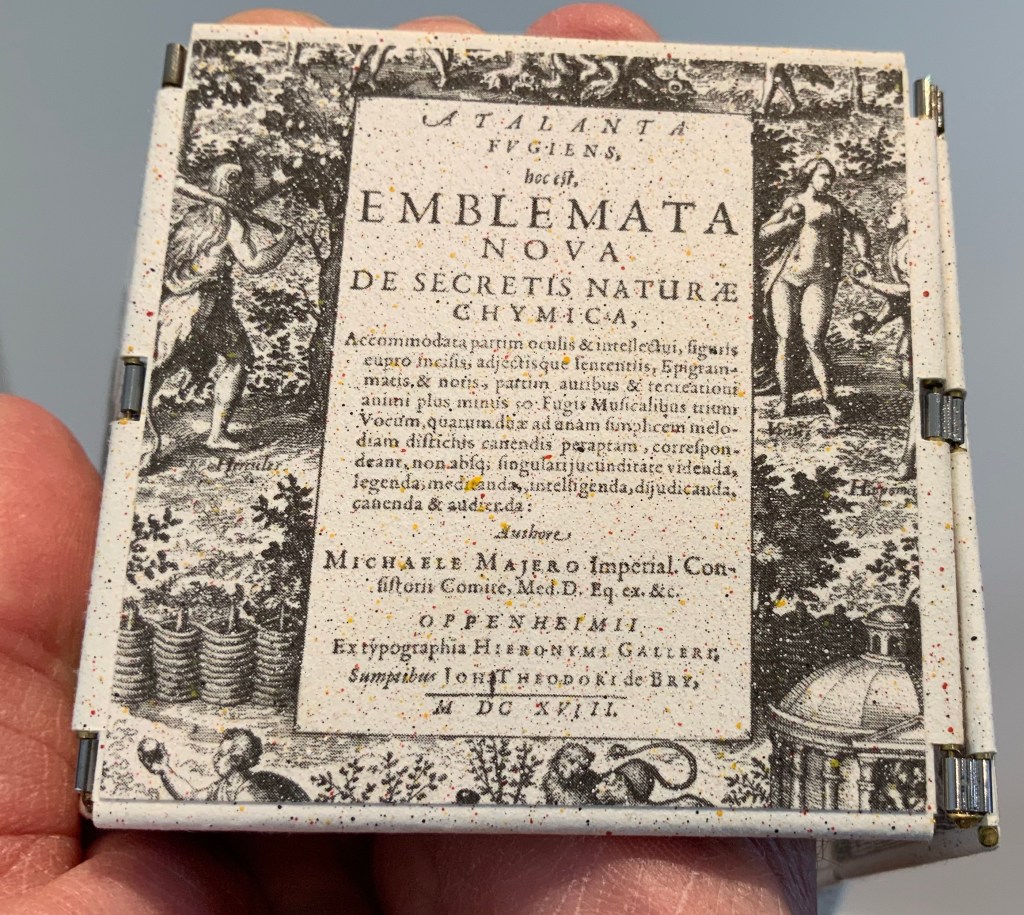 ATALANTA
FVGIENS,
hoc est,
EMBLEMATA
NOVA
DE SECRETIS NATURÆ
CHYMICA,
Accommodata partim oculis & intellectui, figuris
cupro incisis, adjectisque sententiis, Epigram-
matis, & notis, partim auribus & recreationi
animi plus minus 50 Fugis Musicalibus trium
Vocum, quarum duæ ad unam simplicem melo-
diam distichis canendis peraptam, correspon-
deant, non absq; singulari jucunditate videnda,
legenda, meditanda, intelligenda, dijudicanda,
canenda & audienda:
Authore
MICHAELE MAJERO Imperial. Con-
sistorii Comite, Med. D. Eq. ex. &c.
OPPENHEIMII
Ex typographia HIERONYMI GALLERI,
Sumptibus JOH. THEODORI de BRY,
M DC XVIII.
Hercules